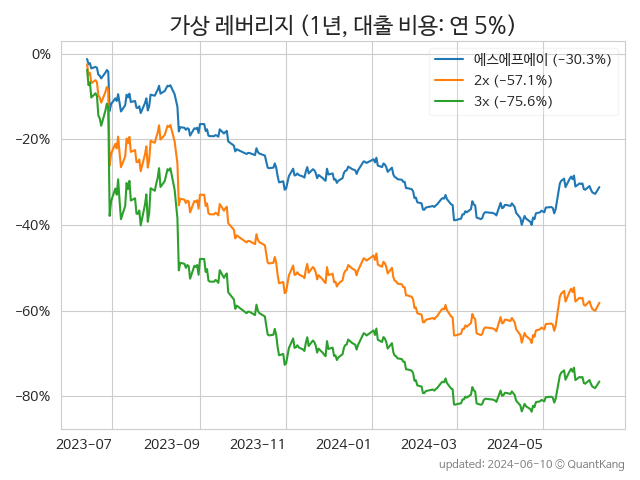 가상 레버리지 (1년, 대출 비용: 연 5%)
에스에프에이 (−30.3%)
2x (−57.1%)
3x (−75.6%)
0%
−20%
−40%
−60%
−80%
2023-07 2023-09 2023-11 2024-01 2024-03 2024-05
updated: 2024-06-10 © QuantKang